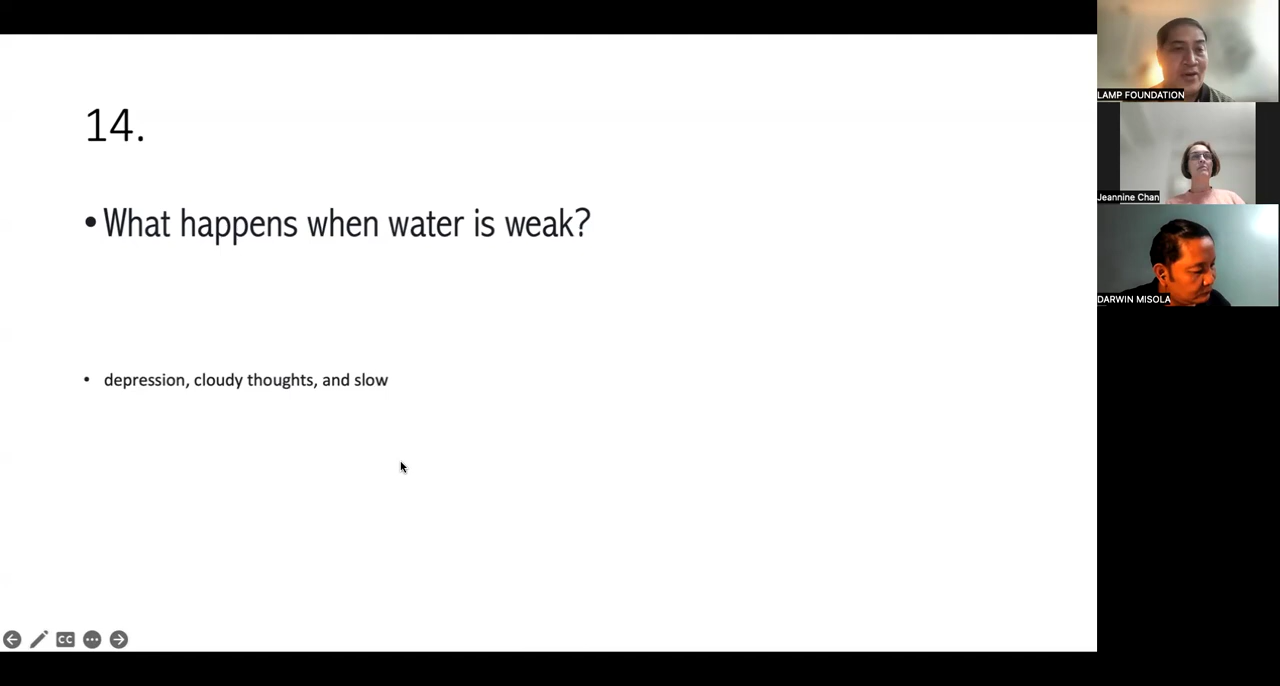 14.
• What happens when water is weak?
• depression, cloudy thoughts, and slow
CC
LAMP FOUNDATION
Jeannine Chan
DARWIN MISOLA